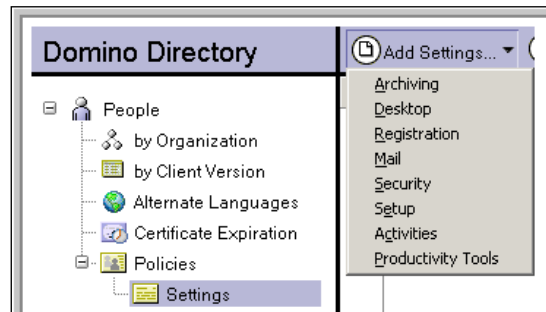 Domino Directory
Add Settings...
People
by Organization
by Client Version
Alternate Languages
Certificate Expiration
Policies
Settings
Archiving
Desktop
Registration
Mail
Security
Setup
Activities
Productivity Tools